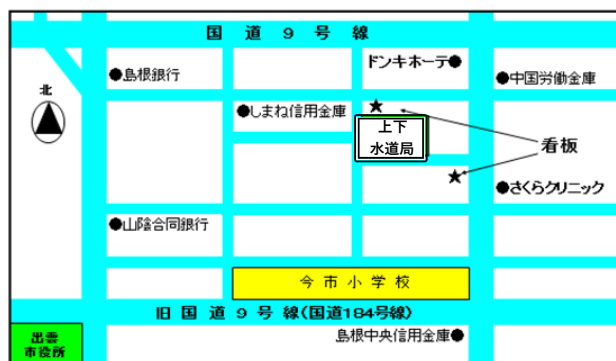 国道9号線
ドンキホーテ
島根銀行
中国労働金庫
北
しまね信用金庫
上下
水道局
看板
さくらクリニック
山陰合同銀行
今市小学校
旧国道9号線(国道184号線)
出雲
市役所
島根中央信用金庫